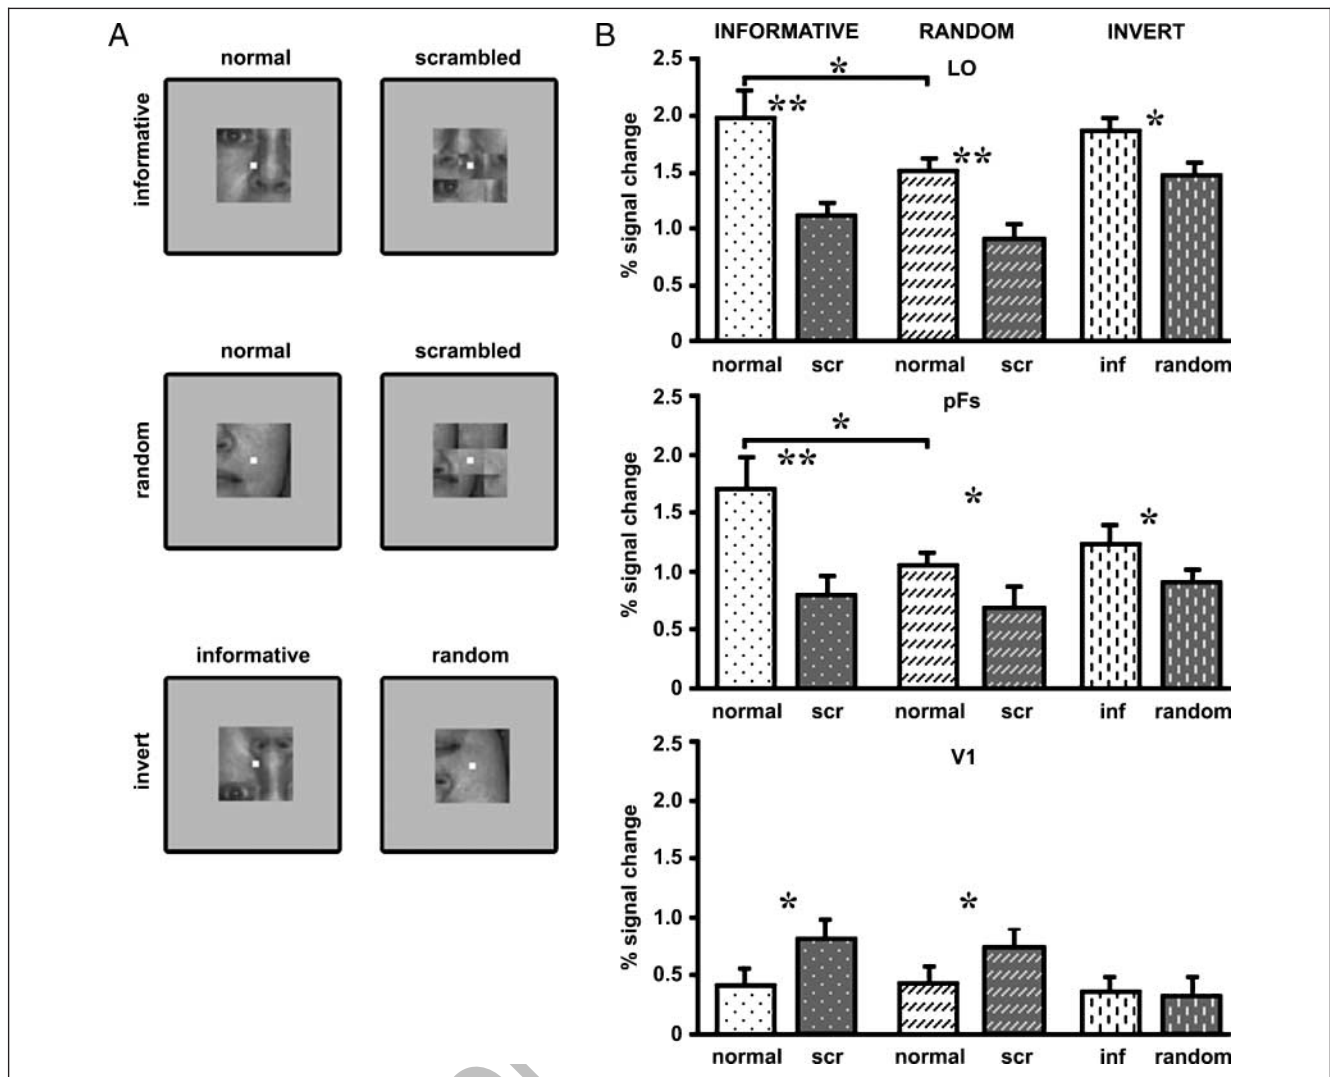 A
normal scrambled
informative
normal scrambled
random
informative random
invert
B
INFORMATIVE RANDOM INVERT
LO
% signal change
2.5
2.0
1.5
1.0
0.5
0
* ** ** *
normal scr normal scr inf random
pFs
% signal change
2.5
2.0
1.5
1.0
0.5
0
* ** * *
normal scr normal scr inf random
V1
% signal change
2.5
2.0
1.5
1.0
0.5
0
* *
normal scr normal scr inf random